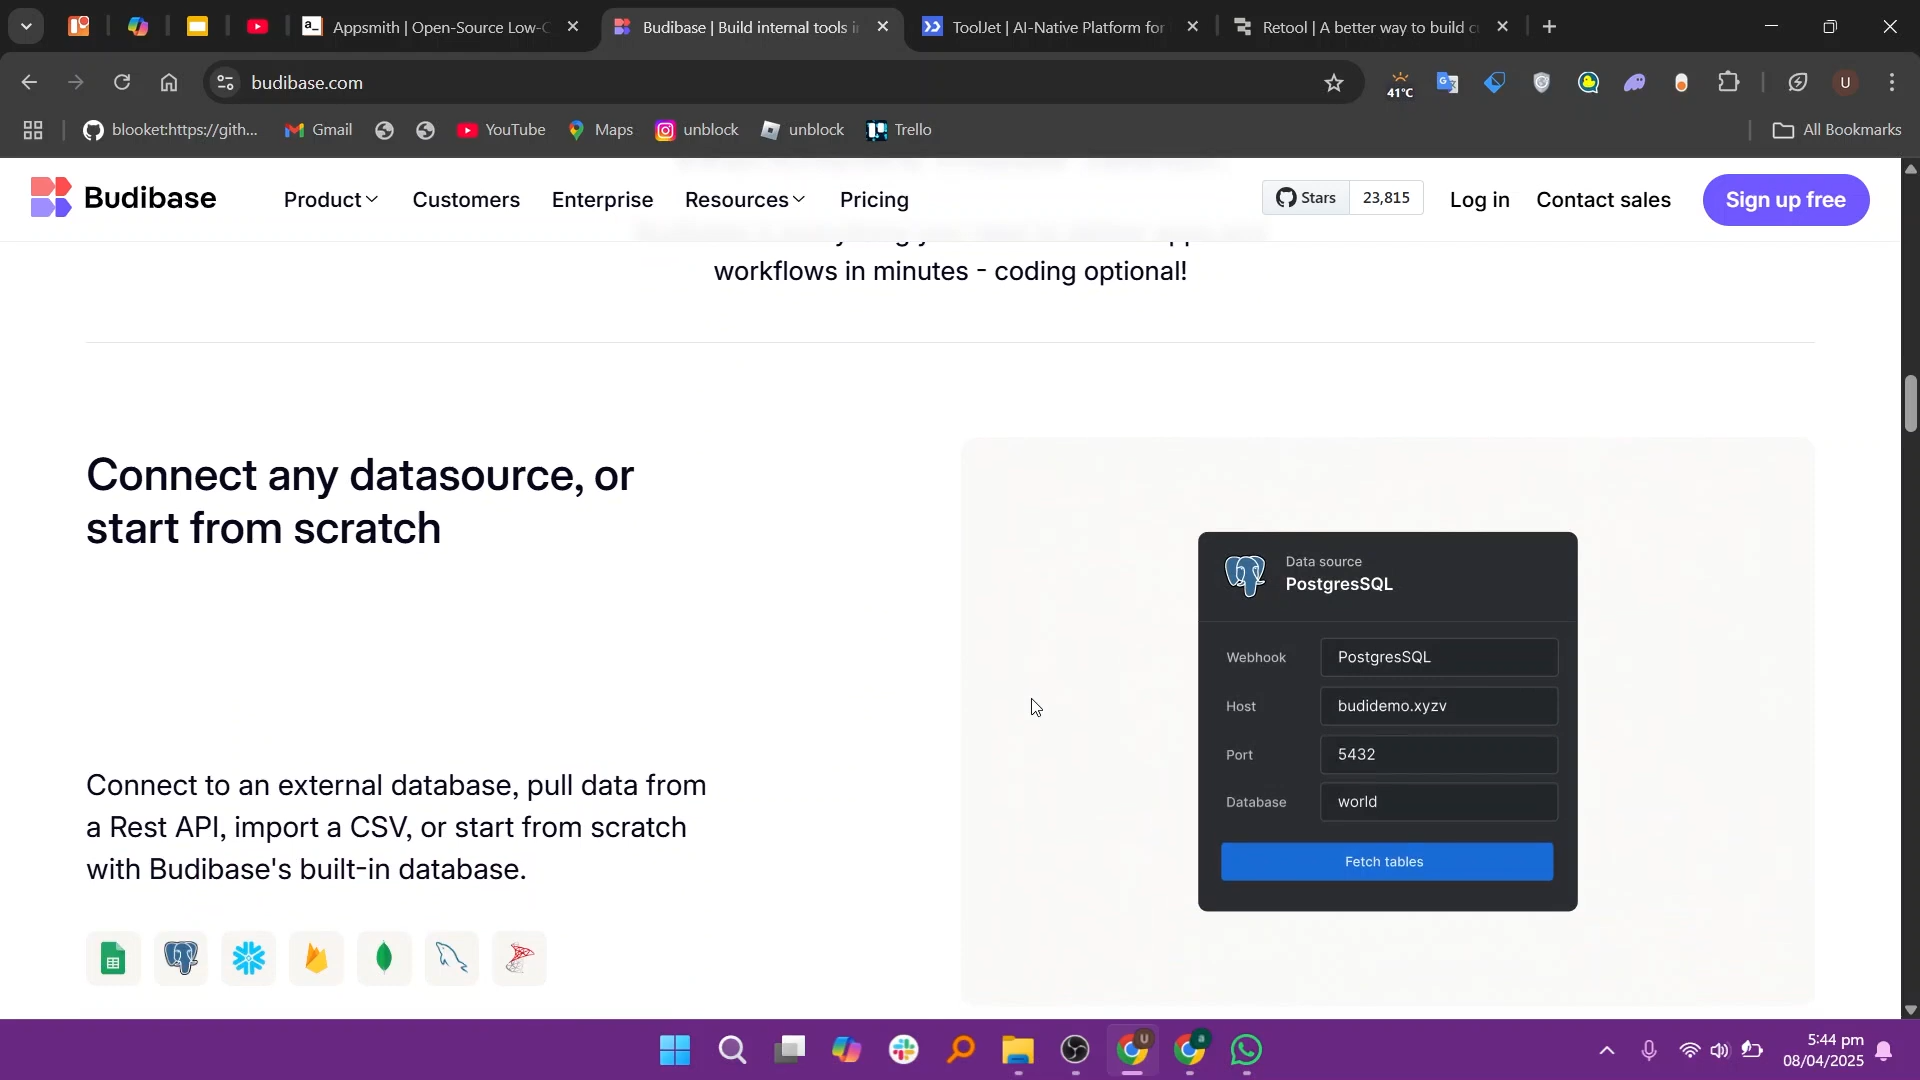 Appsmith | Open-Source Low-C
Budibase | Build internal tools i
ToolJet | AI-Native Platform for
Retool | A better way to build c
budibase.com
41°C
U
blooket:https://gith...
Gmail
YouTube
Maps
unblock
unblock
Trello
All Bookmarks
Budibase
Product
Customers
Enterprise
Resources
Pricing
Stars
23,815
Log in
Contact sales
Sign up free
workflows in minutes - coding optional!
Connect any datasource, or
start from scratch
Data source
PostgresSQL
Webhook
PostgresSQL
Host
budidemo.xyzv
Port
5432
Database
world
Fetch tables
Connect to an external database, pull data from
a Rest API, import a CSV, or start from scratch
with Budibase's built-in database.
5:44 pm
08/04/2025